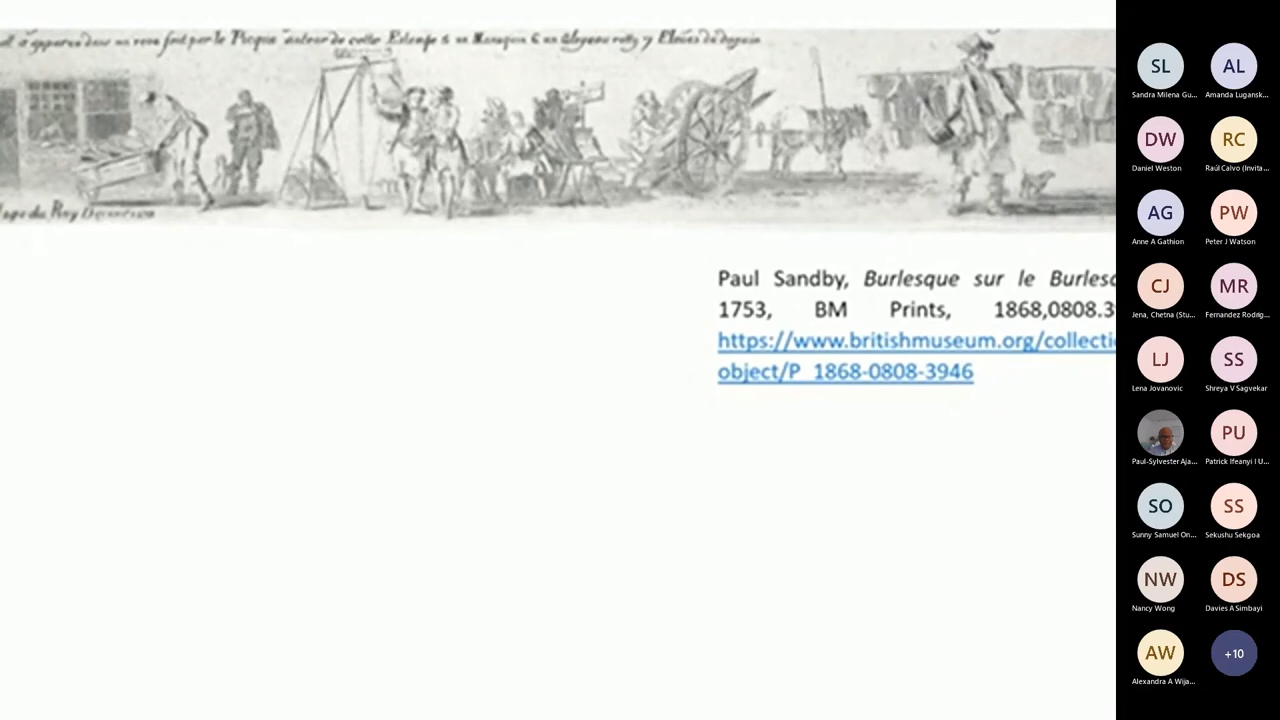 Paul Sandby, Burlesque sur le Burlesq
1753, BM Prints, 1868,0808.3
https://www.britishmuseum.org/collecti
object/P_1868-0808-3946
SL
AL
Sandra Milena Gu...
Amanda Lugansk...
DW
RC
Daniel Weston
Raúl Calvo (Invita...
AG
PW
Anne A Gathion
Peter J Watson
CJ
MR
Jena, Chetna (Stu...
Fernandez Rodrig...
LJ
SS
Lena Jovanovic
Shreya V Sagvekar
PU
Paul-Sylvester Aja...
Patrick Ifeanyi I U...
SO
SS
Sunny Samuel On...
Sekushu Sekgoa
NW
DS
Nancy Wong
Davies A Simbayi
AW
+10
Alexandra A Wija...